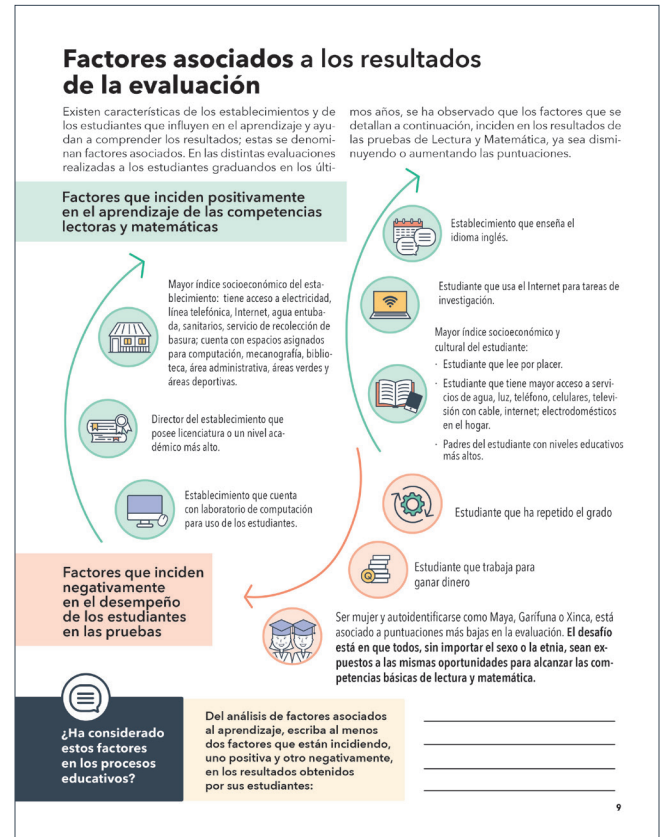 Factores asociados a los resultados
de la evaluación
Existen características de los establecimientos y de
los estudiantes que influyen en el aprendizaje y ayu-
dan a comprender los resultados; estas se denomi-
nan factores asociados. En las distintas evaluaciones
realizadas a los estudiantes graduandos en los últi-
mos años, se ha observado que los factores que se
detallan a continuación, inciden en los resultados de
las pruebas de Lectura y Matemática, ya sea dismi-
nuyendo o aumentando las puntuaciones.
Factores que inciden positivamente
en el aprendizaje de las competencias
lectoras y matemáticas
Mayor índice socioeconómico del esta-
blecimiento: tiene acceso a electricidad,
línea telefónica, Internet, agua entuba-
da, sanitarios, servicio de recolección de
basura; cuenta con espacios asignados
para computación, mecanografía, biblio-
teca, área administrativa, áreas verdes y
áreas deportivas.
Director del establecimiento que
posee licenciatura o un nivel aca-
démico más alto.
Establecimiento que cuenta
con laboratorio de computación
para uso de los estudiantes.
Establecimiento que enseña el
idioma inglés.
Estudiante que usa el Internet para tareas de
investigación.
Mayor índice socioeconómico y
cultural del estudiante:
· Estudiante que lee por placer.
· Estudiante que tiene mayor acceso a servi-
cios de agua, luz, teléfono, celulares, televi-
sión con cable, internet; electrodomésticos
en el hogar.
· Padres del estudiante con niveles educativos
más altos.
Factores que inciden
negativamente
en el desempeño
de los estudiantes
en las pruebas
Estudiante que ha repetido el grado
Q
Estudiante que trabaja para
ganar dinero
Ser mujer y autoidentificarse como Maya, Garífuna o Xinca, está
asociado a puntuaciones más bajas en la evaluación. El desafío
está en que todos, sin importar el sexo o la etnia, sean ex-
puestos a las mismas oportunidades para alcanzar las com-
petencias básicas de lectura y matemática.
¿Ha considerado
estos factores
en los procesos
educativos?
Del análisis de factores asociados
al aprendizaje, escriba al menos
dos factores que están incidiendo,
uno positiva y otro negativamente,
en los resultados obtenidos
por sus estudiantes:
9